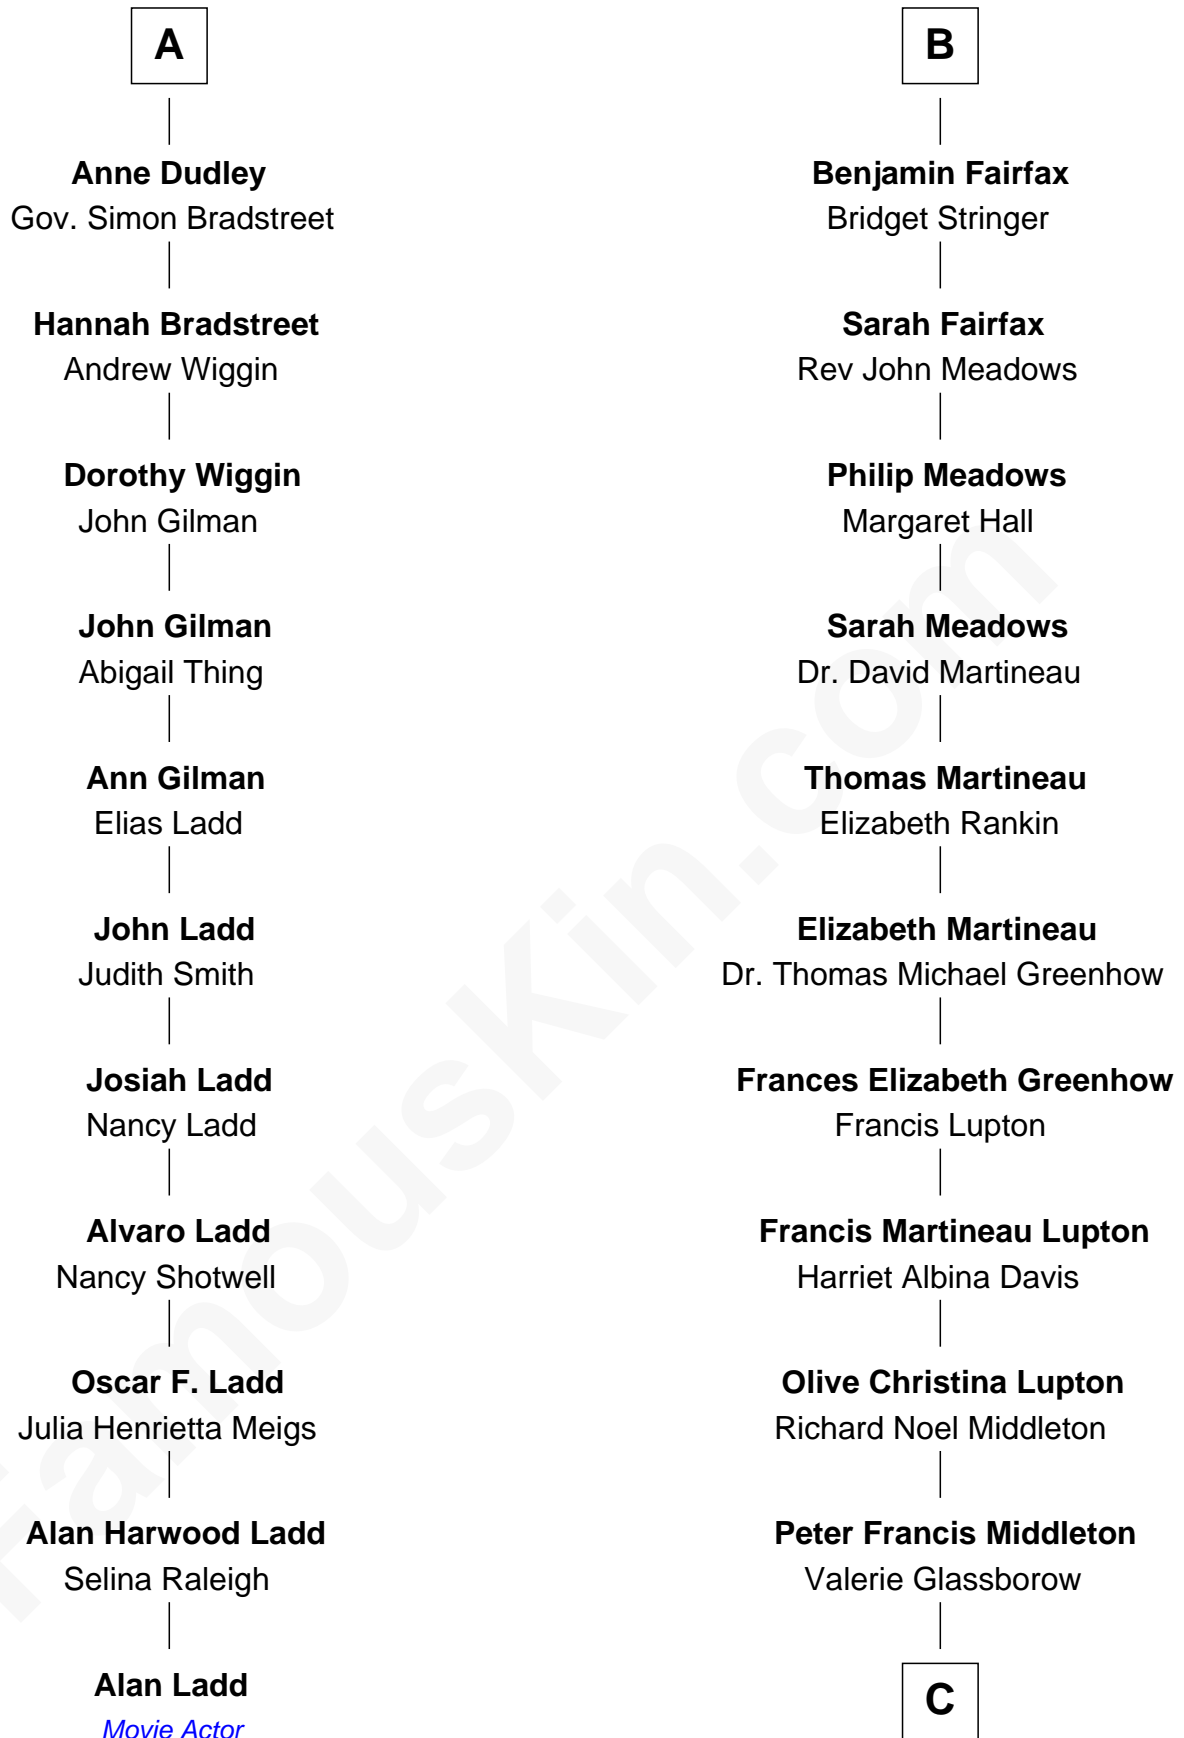 A
Anne Dudley
Gov. Simon Bradstreet
Hannah Bradstreet
Andrew Wiggin
Dorothy Wiggin
John Gilman
John Gilman
Abigail Thing
Ann Gilman
Elias Ladd
John Ladd
Judith Smith
Josiah Ladd
Nancy Ladd
Alvaro Ladd
Nancy Shotwell
Oscar F. Ladd
Julia Henrietta Meigs
Alan Harwood Ladd
Selina Raleigh
Alan Ladd
Movie Actor
B
Benjamin Fairfax
Bridget Stringer
Sarah Fairfax
Rev John Meadows
Philip Meadows
Margaret Hall
Sarah Meadows
Dr. David Martineau
Thomas Martineau
Elizabeth Rankin
Elizabeth Martineau
Dr. Thomas Michael Greenhow
Frances Elizabeth Greenhow
Francis Lupton
Francis Martineau Lupton
Harriet Albina Davis
Olive Christina Lupton
Richard Noel Middleton
Peter Francis Middleton
Valerie Glassborow
C
FamousKin.com